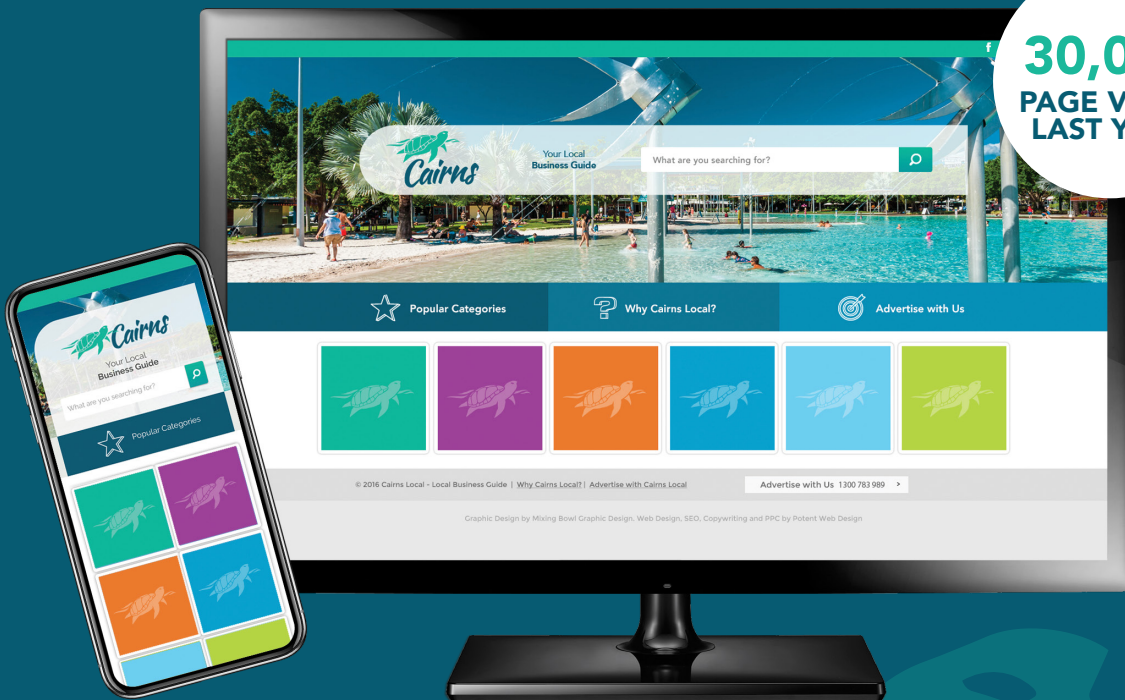 f
30,0
PAGE V
LAST Y
Cairns
Your Local
Business Guide
What are you searching for?
Popular Categories
Why Cairns Local?
Advertise with Us
© 2016 Cairns Local - Local Business Guide | Why Cairns Local? | Advertise with Cairns Local
Advertise with Us 1300 783 989 >
Graphic Design by Mixing Bowl Graphic Design. Web Design, SEO, Copywriting and PPC by Potent Web Design
Cairns
Your Local
Business Guide
What are you searching for?
Popular Categories